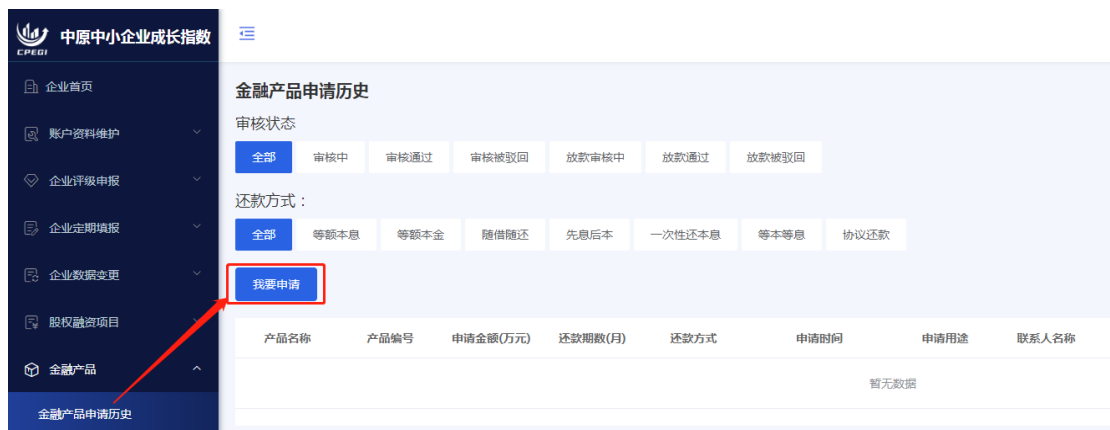 中原中小企业成长指数
CPEGI
企业首页
账户资料维护
企业评级申报
企业定期填报
企业数据变更
股权融资项目
金融产品
金融产品申请历史
金融产品申请历史
审核状态
全部 审核中 审核通过 审核被驳回 放款审核中 放款通过 放款被驳回
还款方式：
全部 等额本息 等额本金 随借随还 先息后本 一次性还本息 等本等息 协议还款
我要申请
产品名称 产品编号 申请金额(万元) 还款期数(月) 还款方式 申请时间 申请用途 联系人名称
暂无数据